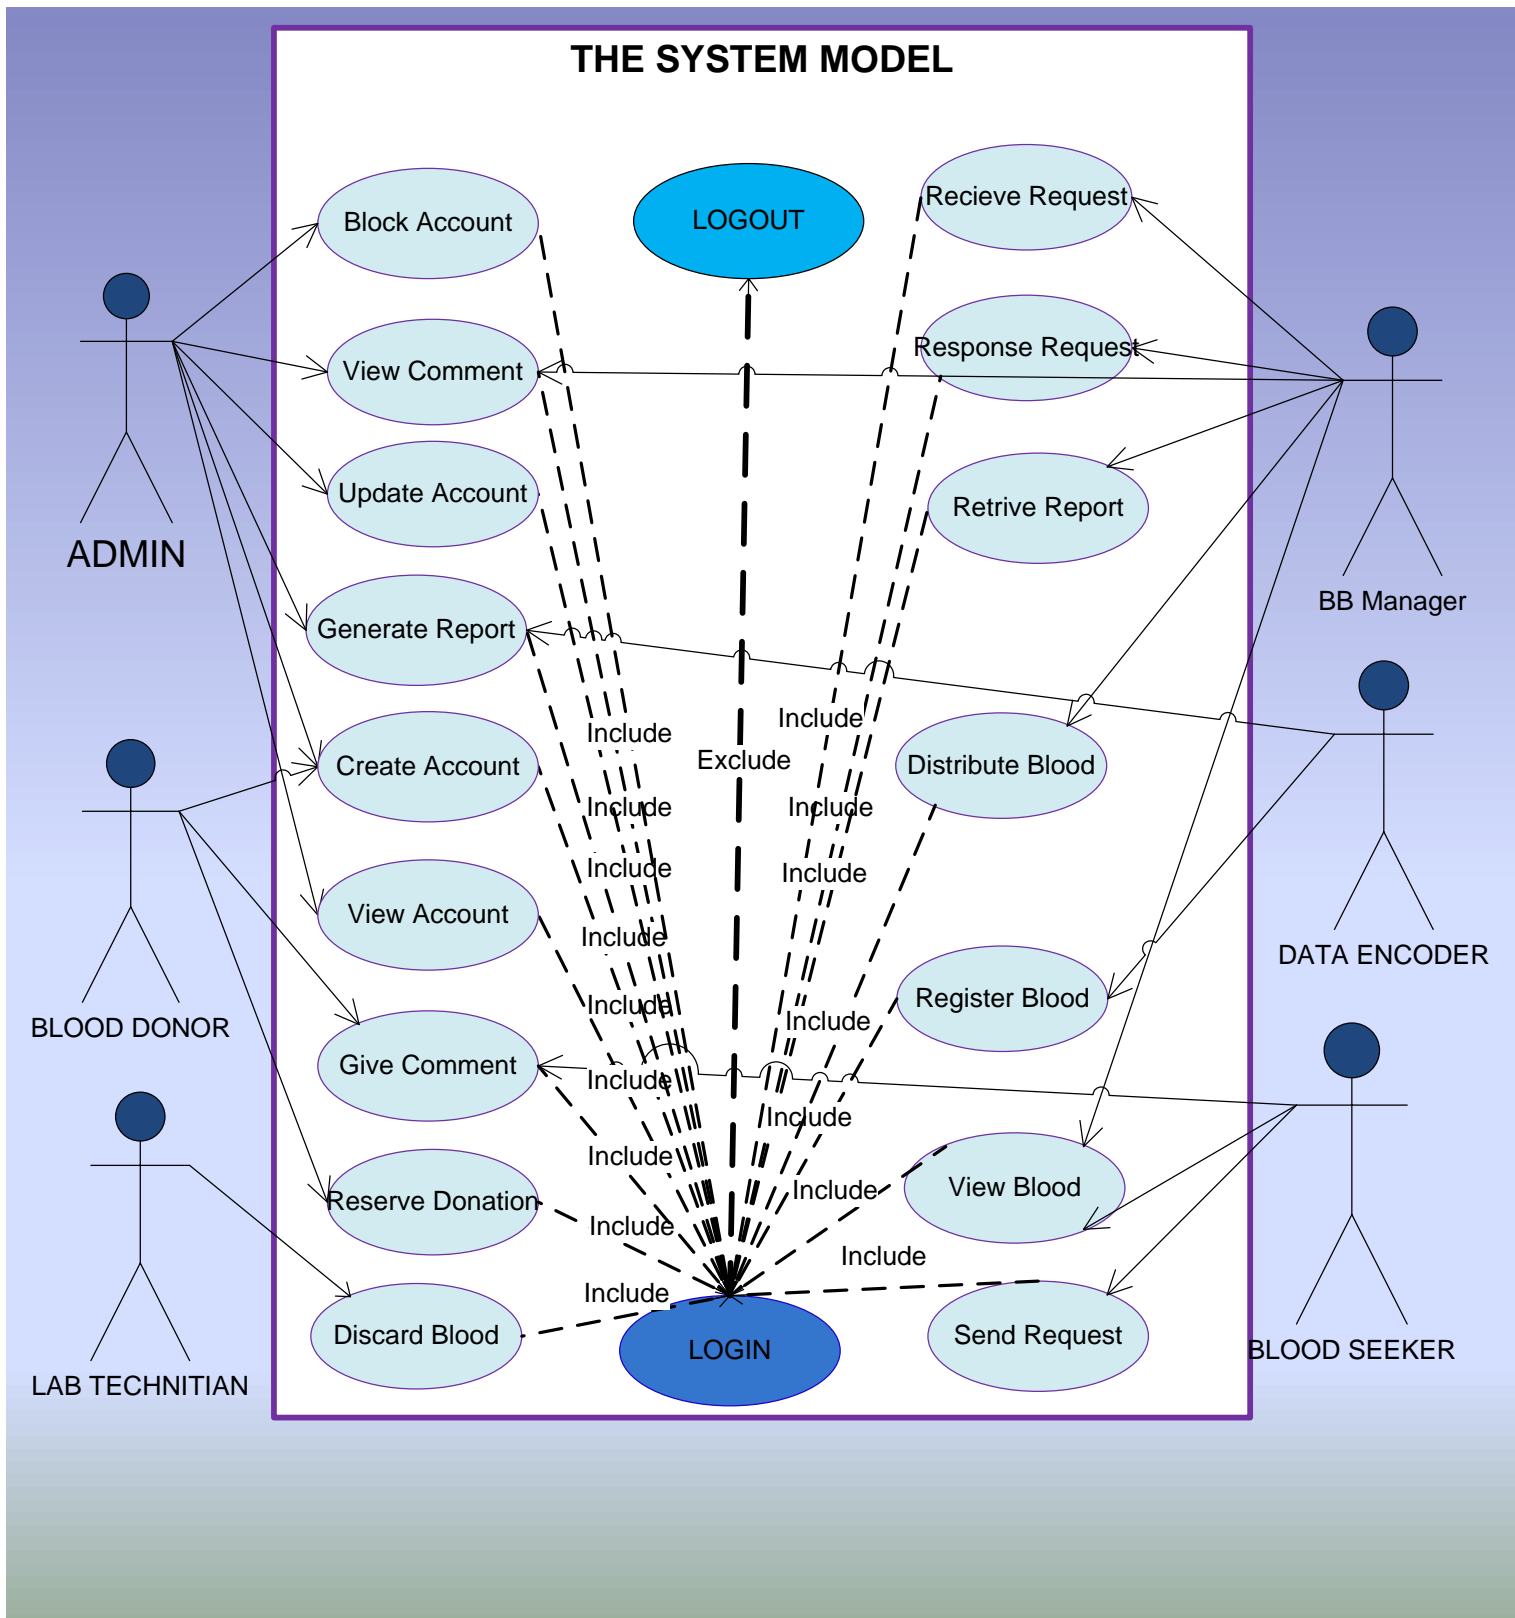 THE SYSTEM MODEL
Block Account
LOGOUT
Recieve Request
View Comment
Response Request
Update Account
Retrive Report
ADMIN
BB Manager
Generate Report
Include
Include
Exclude
Create Account
Distribute Blood
Include
Include
Include
Include
View Account
Include
DATA ENCODER
Include
Register Blood
Include
BLOOD DONOR
Give Comment
Include
Include
Include
Include
View Blood
Reserve Donation
Include
Include
Include
Discard Blood
LOGIN
Send Request
BLOOD SEEKER
LAB TECHNITIAN